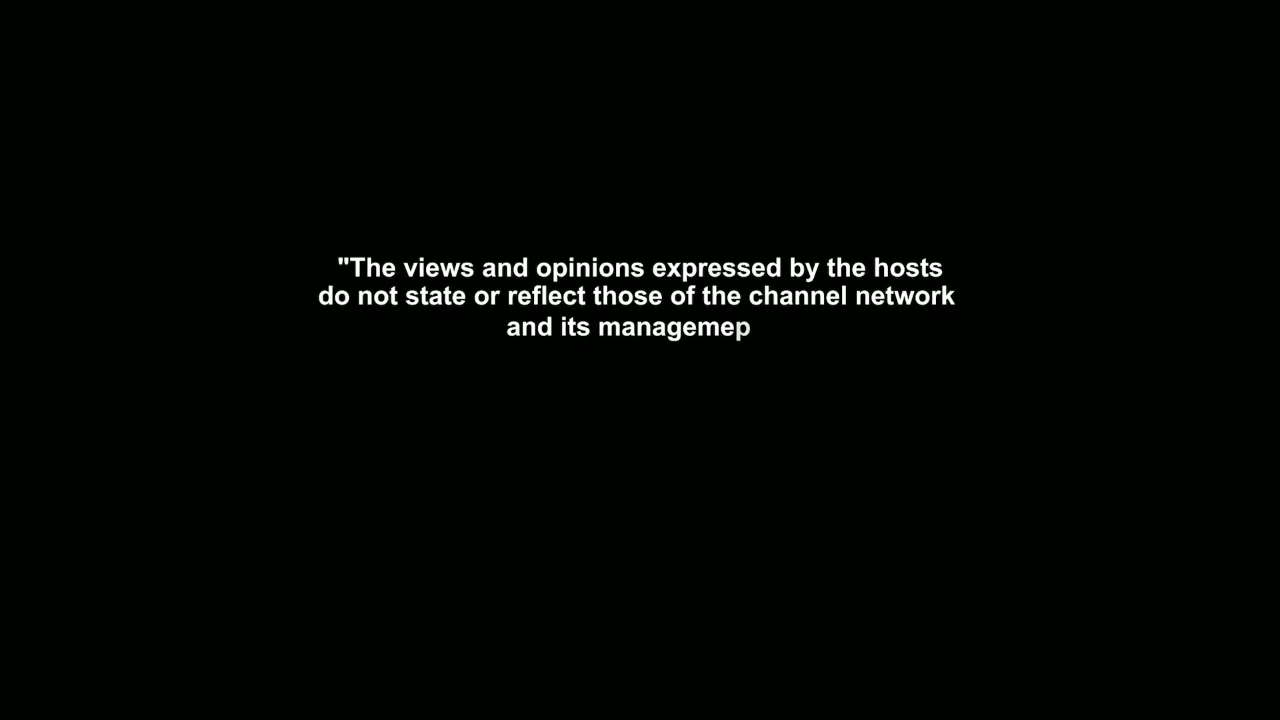 "The views and opinions expressed by the hosts
do not state or reflect those of the channel network
and its managemep